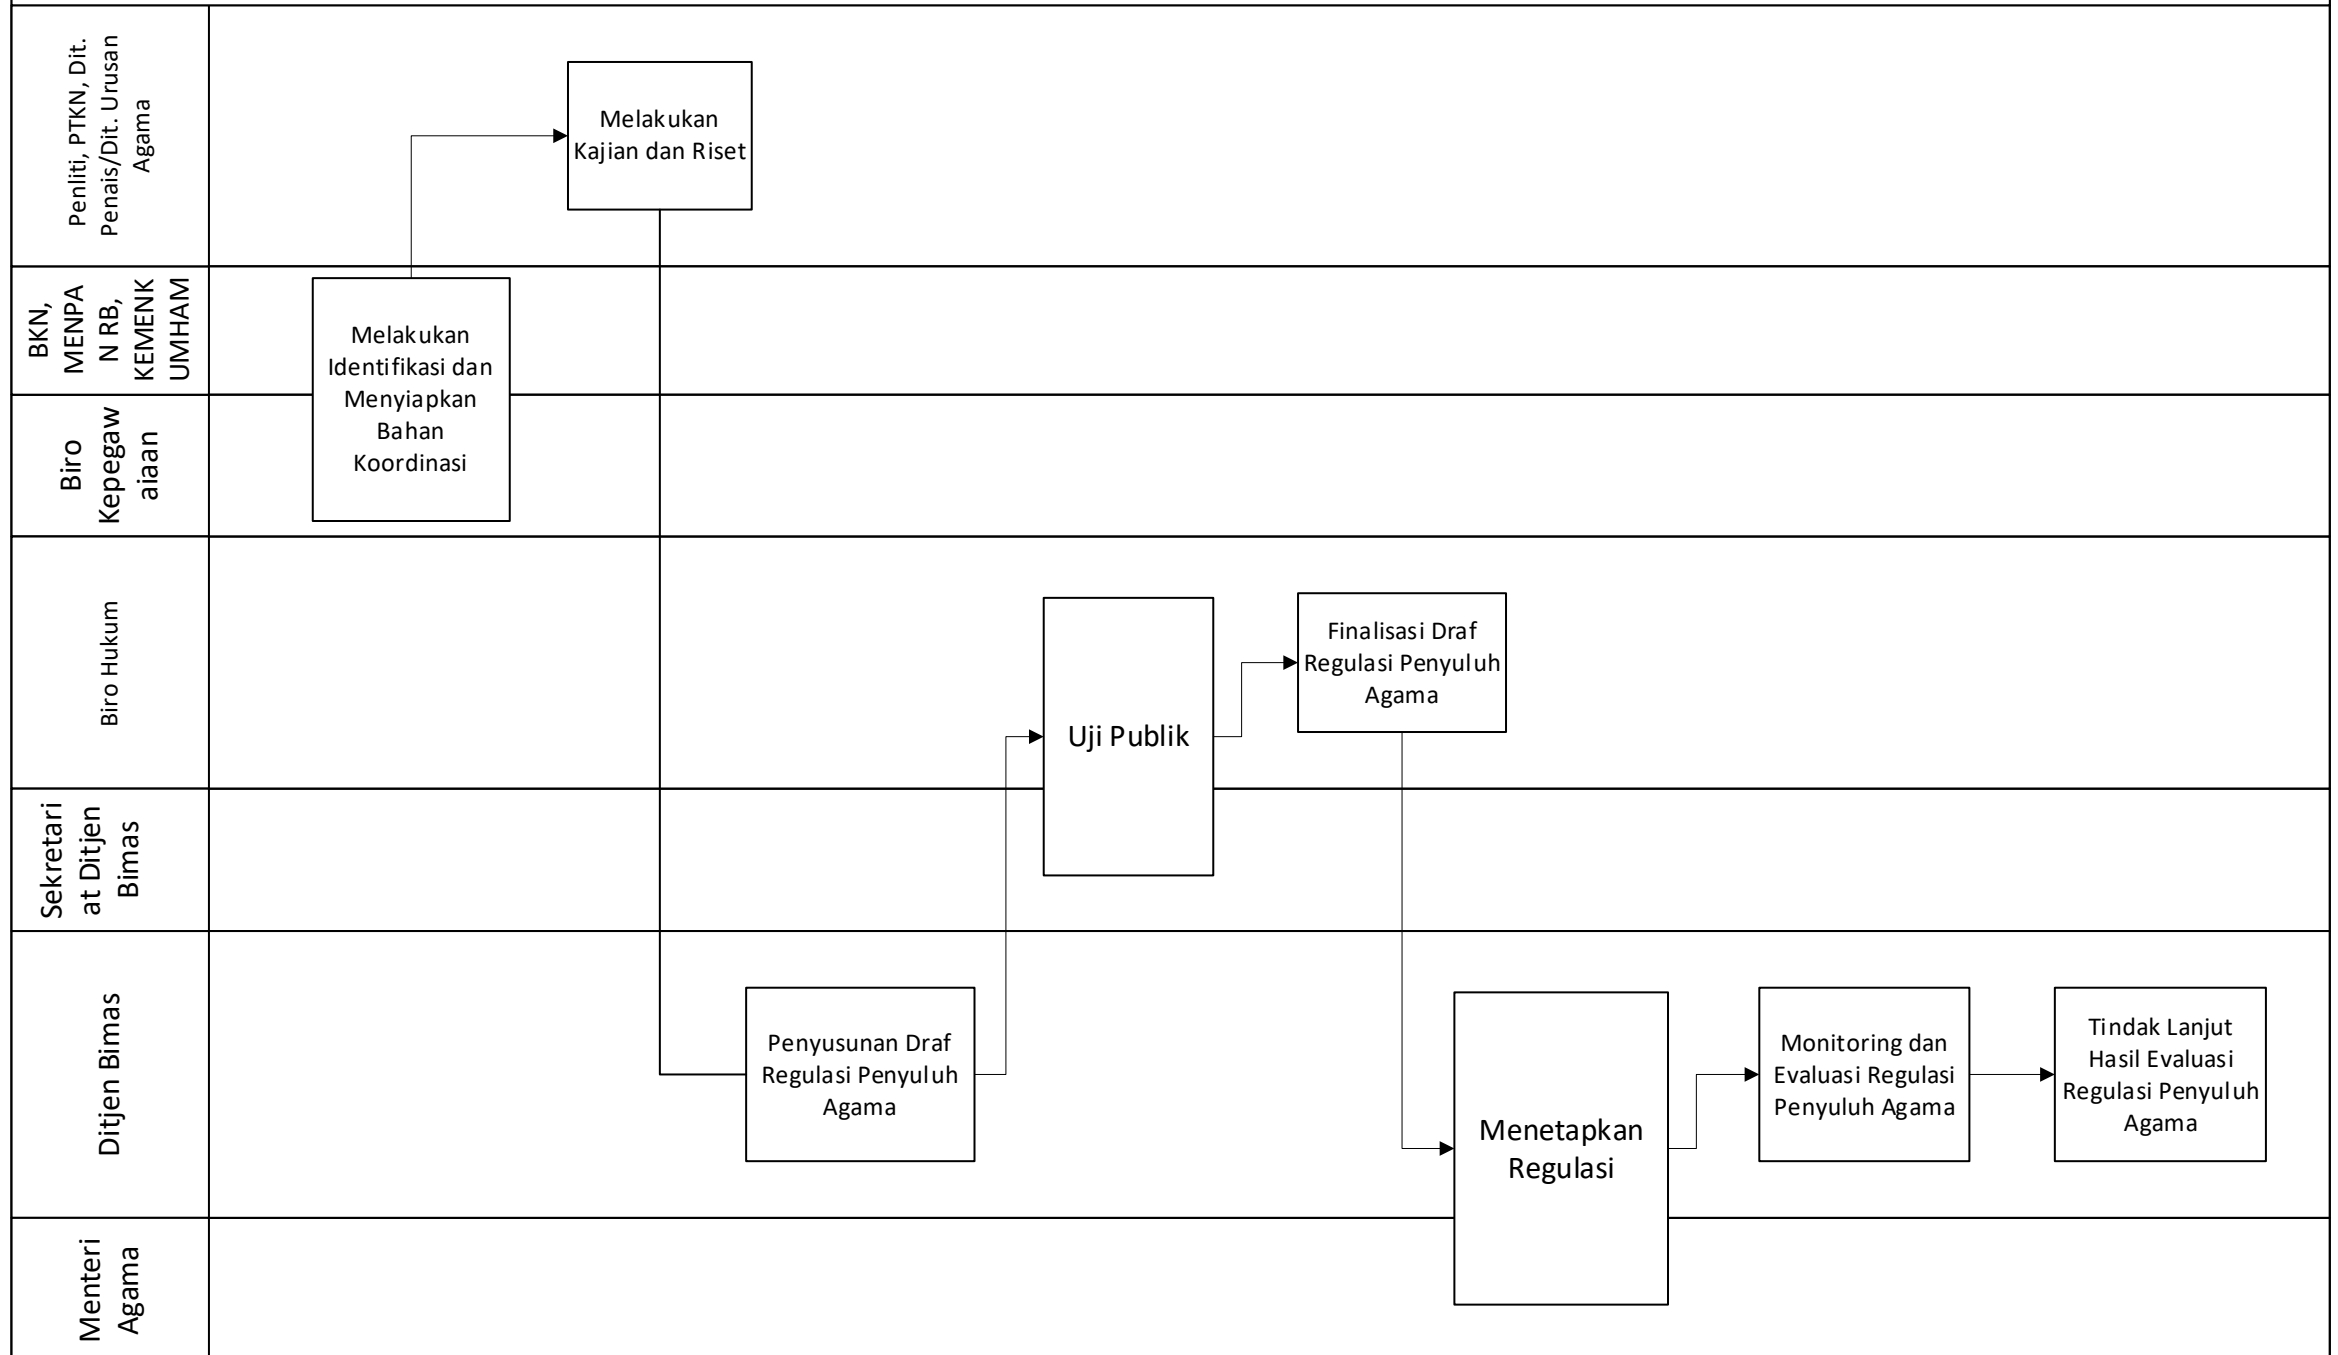 Penliti, PTKN, Dit.
Penais/Dit. Urusan
Agama
Melakukan
Kajian dan Riset
BKN,
MENPA
N RB,
KEMENK
UMHAM
Melakukan
Identifikasi dan
Menyiapkan
Bahan
Koordinasi
Biro
Kepegaw
aiaan
Biro Hukum
Uji Publik
Finalisasi Draf
Regulasi Penyuluh
Agama
Sekretari
at Ditjen
Bimas
Ditjen Bimas
Penyusunan Draf
Regulasi Penyuluh
Agama
Menetapkan
Regulasi
Monitoring dan
Evaluasi Regulasi
Penyuluh Agama
Tindak Lanjut
Hasil Evaluasi
Regulasi Penyuluh
Agama
Menteri
Agama